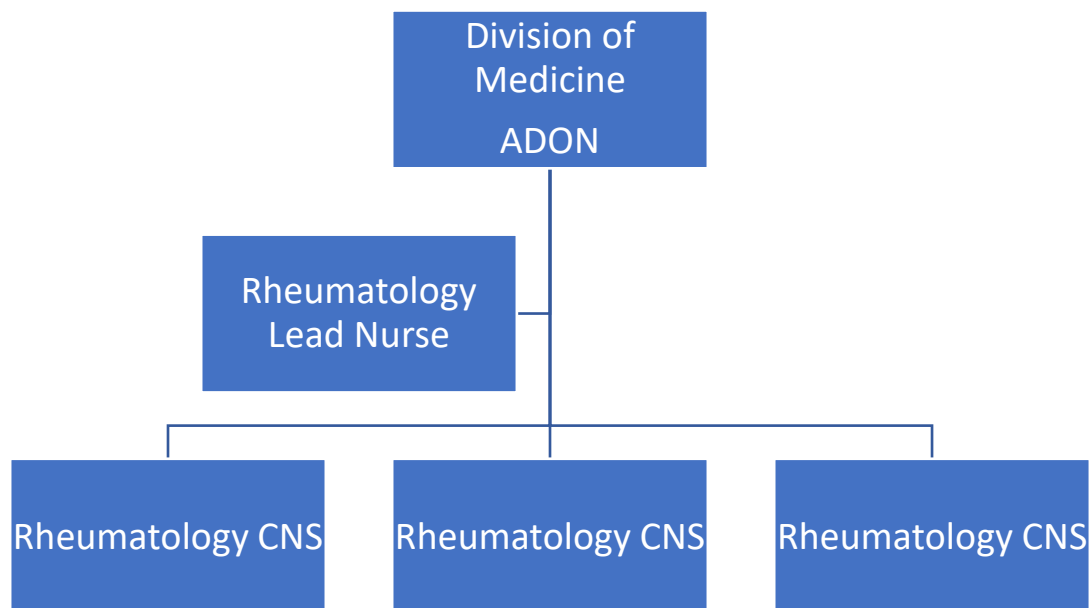 Division of
Medicine
ADON
Rheumatology
Lead Nurse
Rheumatology CNS
Rheumatology CNS
Rheumatology CNS